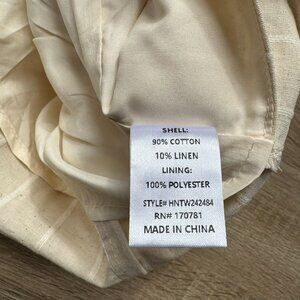 SHELL:
90% COTTON
10% LINEN
LINING:
100% POLYESTER
STYLE# HNTW242484
RN# 170781
MADE IN CHINA